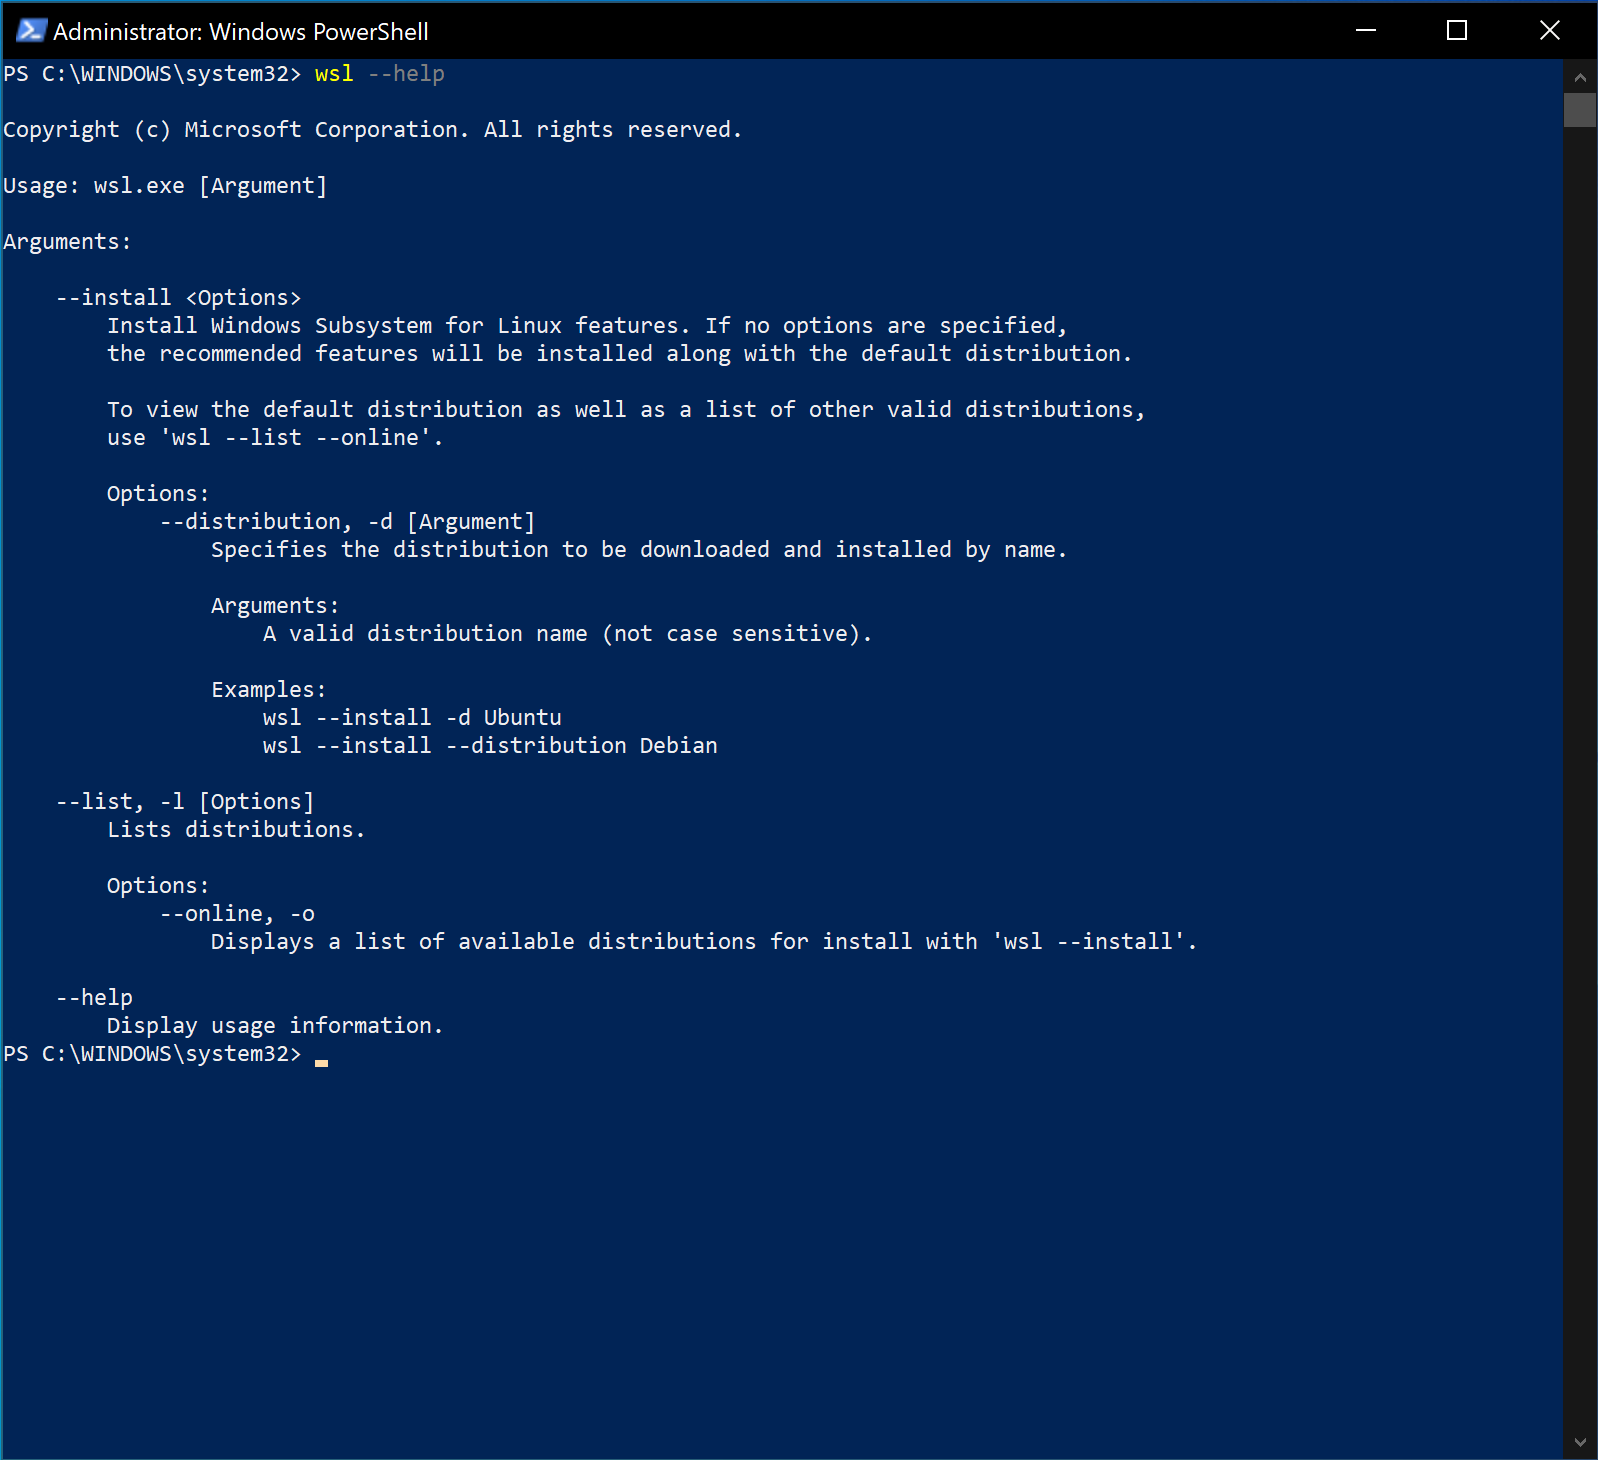 Administrator: Windows PowerShell
PS C:\WINDOWS\system32> wsl --help
Copyright (c) Microsoft Corporation. All rights reserved.
Usage: wsl.exe [Argument]
Arguments:
--install <Options>
Install Windows Subsystem for Linux features. If no options are specified,
the recommended features will be installed along with the default distribution.
To view the default distribution as well as a list of other valid distributions,
use 'wsl --list --online'.
Options:
--distribution, -d [Argument]
Specifies the distribution to be downloaded and installed by name.
Arguments:
A valid distribution name (not case sensitive).
Examples:
wsl --install -d Ubuntu
wsl --install --distribution Debian
--list, -l [Options]
Lists distributions.
Options:
--online, -o
Displays a list of available distributions for install with 'wsl --install'.
--help
Display usage information.
PS C:\WINDOWS\system32>